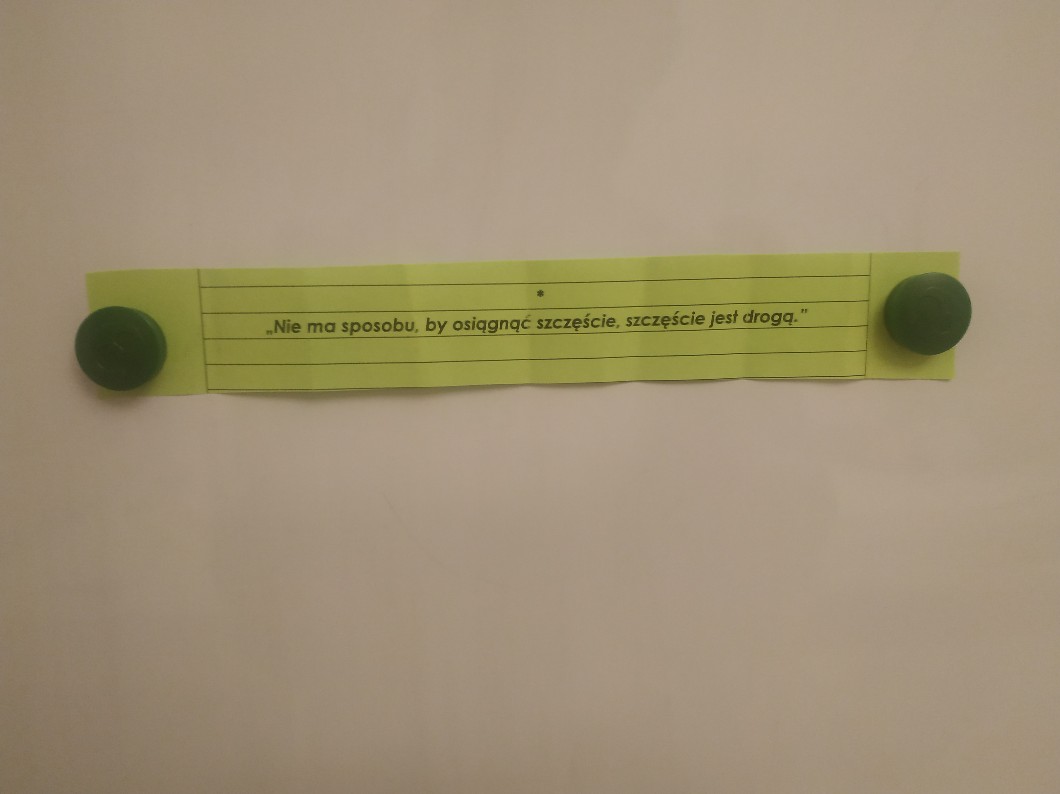 *
„Nie ma sposobu, by osiągnąć szczęście, szczęście jest drogą.”